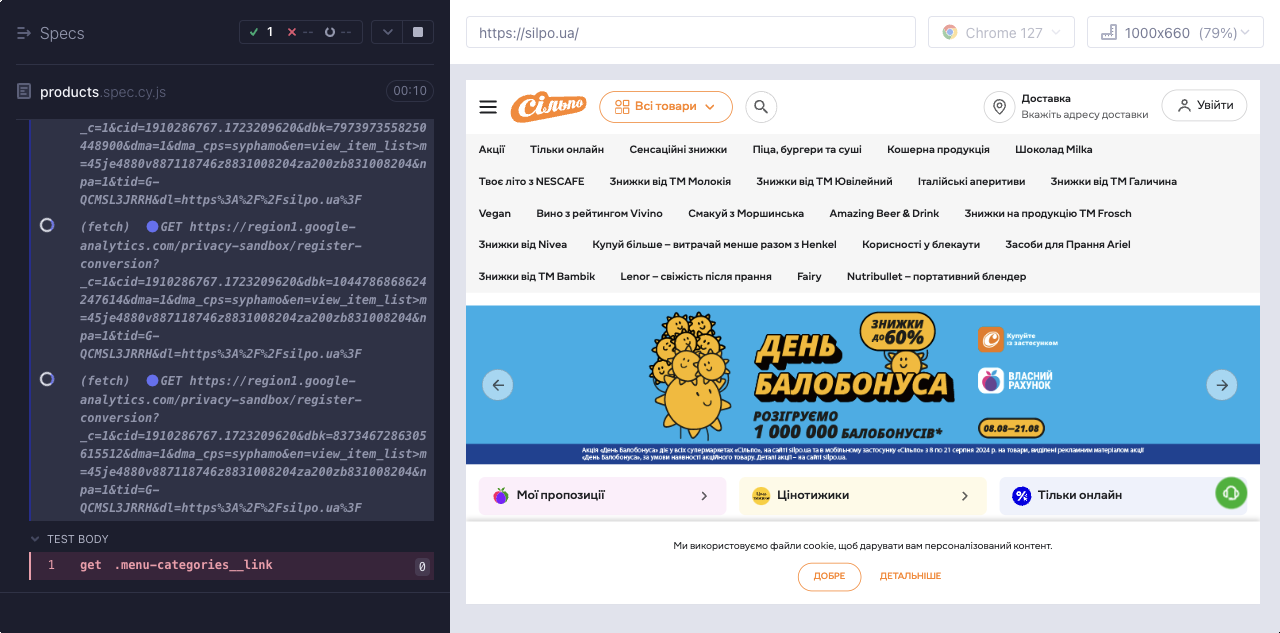 Specs
1
--
--
products.spec.cy.js
00:10
_c=1&cid=1910286767.1723209620&dbk=7973973558250
448900&dma=1&dma_cps=syphamo&en=view_item_list>m
=45je4880v887118746z8831008204za200zb831008204&n
pa=1&tid=G-
QCMSL3JRRH&dl=https%3A%2F%2Fsilpo.ua%3F
(fetch) GET https://region1.google-
analytics.com/privacy-sandbox/register-
conversion?
_c=1&cid=1910286767.1723209620&dbk=1044786868624
247614&dma=1&dma_cps=syphamo&en=view_item_list>m
=45je4880v887118746z8831008204za200zb831008204&n
pa=1&tid=G-
QCMSL3JRRH&dl=https%3A%2F%2Fsilpo.ua%3F
(fetch) GET https://region1.google-
analytics.com/privacy-sandbox/register-
conversion?
_c=1&cid=1910286767.1723209620&dbk=8373467286305
615512&dma=1&dma_cps=syphamo&en=view_item_list>m
=45je4880v887118746z8831008204za200zb831008204&n
pa=1&tid=G-
QCMSL3JRRH&dl=https%3A%2F%2Fsilpo.ua%3F
TEST BODY
1 get .menu-categories__link 0
https://silpo.ua/
Chrome 127
1000x660 (79%)
Сільпо
Всі товари
Доставка
Вкажіть адресу доставки
Увійти
Акції Тільки онлайн Сенсаційні знижки Піца, бургери та суші Кошерна продукція Шоколад Milka
Твоє літо з NESCAFE Знижки від ТМ Молокія Знижки від ТМ Ювілейний Італійські аперитиви Знижки від ТМ Галичина
Vegan Вино з рейтингом Vivino Смакуй з Моршинська Amazing Beer & Drink Знижки на продукцію ТМ Frosch
Знижки від Nivea Купуй більше – витрачай менше разом з Henkel Корисності у блекаути Засоби для Прання Ariel
Знижки від ТМ Bambik Lenor – свіжість після прання Fairy Nutribullet – портативний блендер
ЗНИЖКИ
ДО 60%
ДЕНЬ
БАЛОБОНУСА
РОЗІГРУЄМО
1 000 000 БАЛОБОНУСІВ*
Купуйте
із застосунком
ВЛАСНИЙ
РАХУНОК
08.08–21.08
Акція «День Балобонуса» діє у всіх супермаркетах «Сільпо», на сайті silpo.ua та в мобільному застосунку «Сільпо» з 8 по 21 серпня 2024 р. на товари, виділені рекламним матеріалом акції
«День Балобонуса», за умови наявності акційного товару. Деталі акції – на сайті silpo.ua.
Мої пропозиції
Цінотижики
Тільки онлайн
Ми використовуємо файли cookie, щоб дарувати вам персоналізований контент.
ДОБРЕ
ДЕТАЛЬНІШЕ